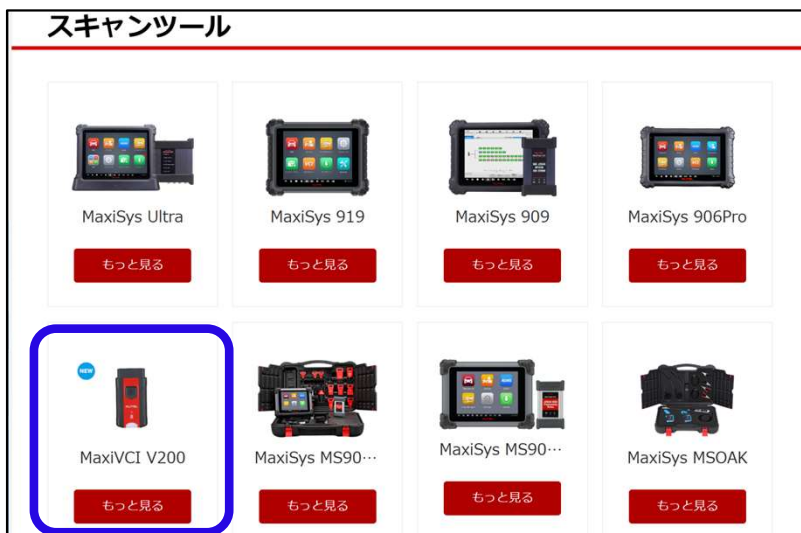 スキャンツール
MaxiSys Ultra
MaxiSys 919
MaxiSys 909
MaxiSys 906Pro
もっと見る
もっと見る
もっと見る
もっと見る
NEW
MaxiVCI V200
MaxiSys MS90…
MaxiSys MS90…
MaxiSys MSOAK
もっと見る
もっと見る
もっと見る
もっと見る